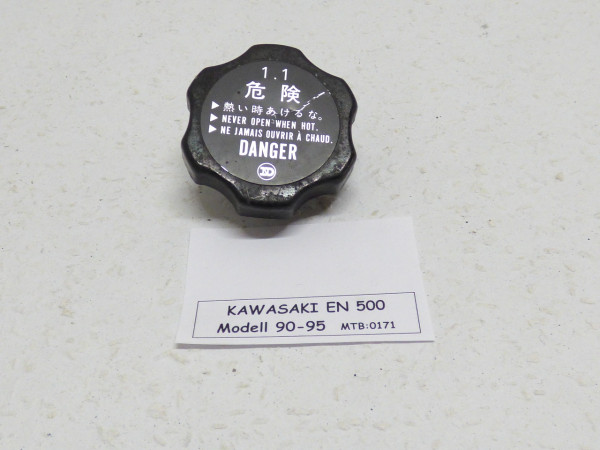 1.1
危険
▶熱い時あけるな。
▶NEVER OPEN WHEN HOT.
▶NE JAMAIS OUVRIR À CHAUD.
DANGER
KAWASAKI EN 500
Modell 90-95 MTB:0171